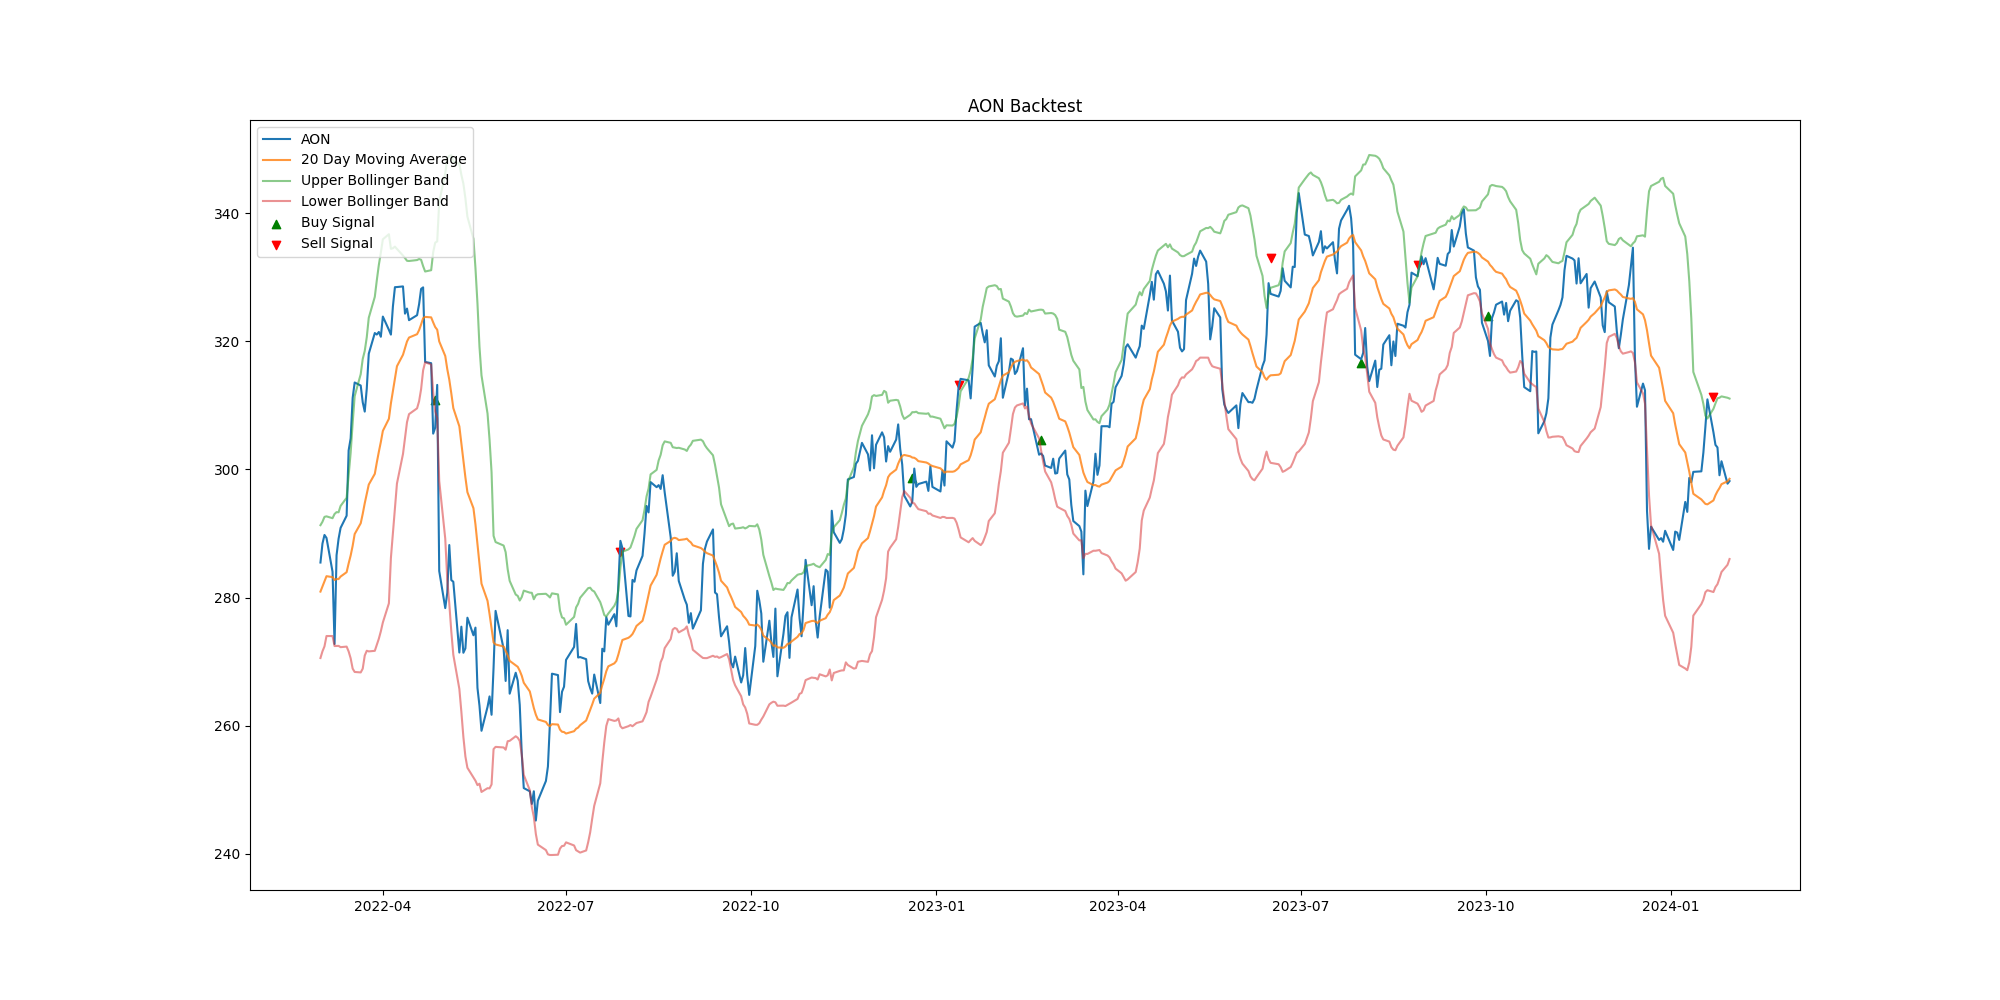 AON Backtest
AON
20 Day Moving Average
Upper Bollinger Band
Lower Bollinger Band
Buy Signal
Sell Signal
340
320
300
280
260
240
2022-04
2022-07
2022-10
2023-01
2023-04
2023-07
2023-10
2024-01